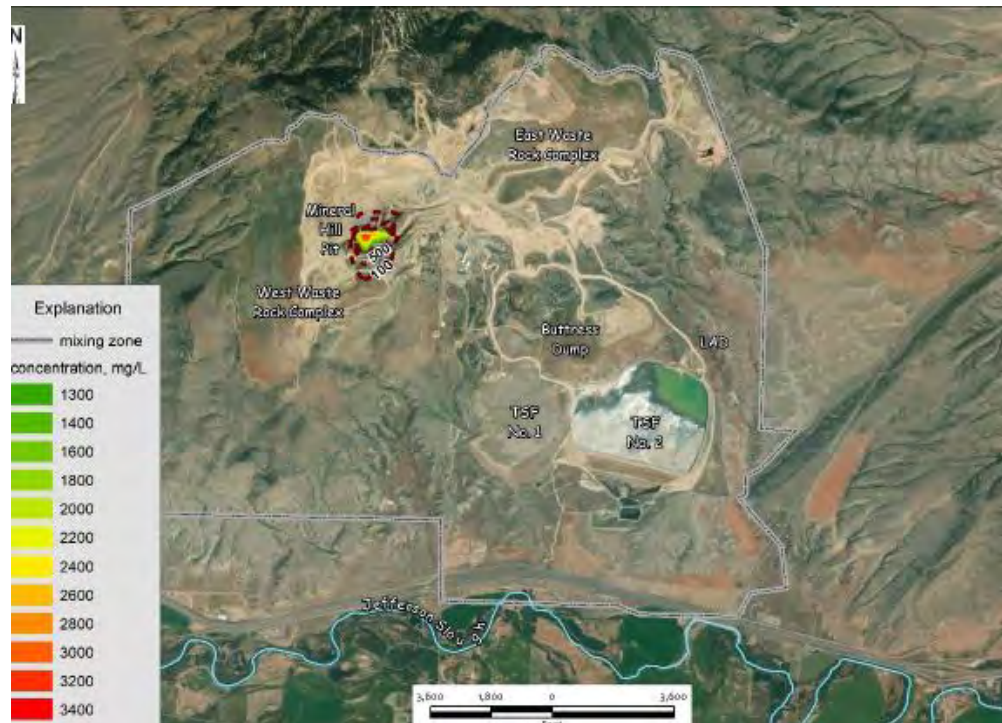 N
East Waste
Rock Complex
Mineral
Hill
Pit
500
100
West Waste
Rock Complex
Explanation
mixing zone
concentration, mg/L
1300
1400
1600
1800
2000
2200
2400
2600
2800
3000
3200
3400
Buttress
Dump
LAD
TSF
No. 1
TSF
No. 2
Jefferson Slough
3,600 1,800 0 3,600